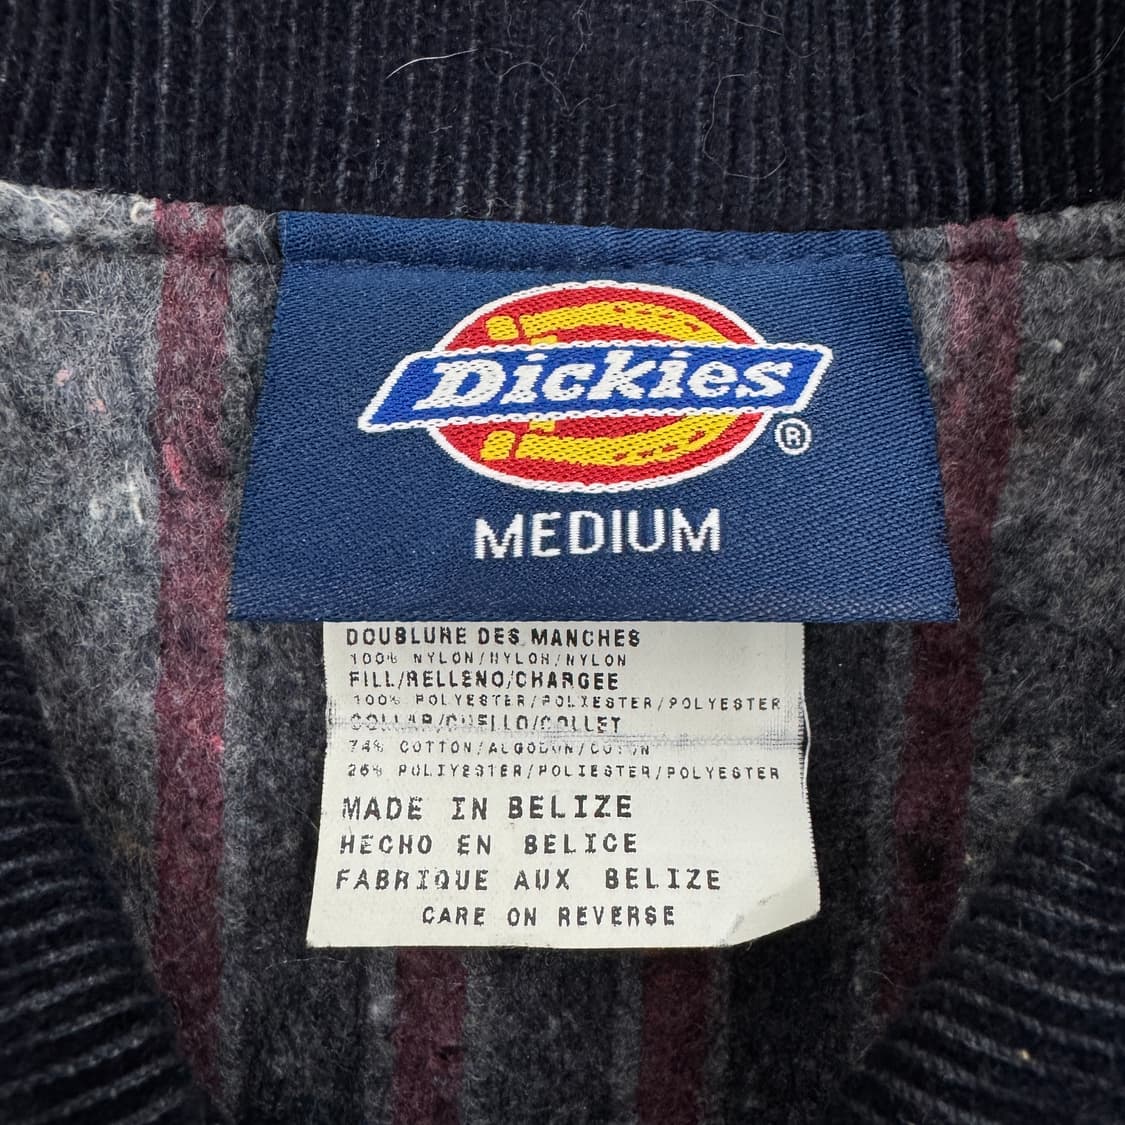 Dickies
®
MEDIUM
DOUBLURE DES MANCHES
100% NYLON/NYLON/NYLON
FILL/RELLENO/CHARGEE
100% POLYESTER/POLIESTER/POLYESTER
COLLAR/CUELLO/COLLET
74% COTTON/ALGODON/COTON
26% POLIYESTER/POLIESTER/POLYESTER
MADE IN BELIZE
HECHO EN BELICE
FABRIQUE AUX BELIZE
CARE ON REVERSE